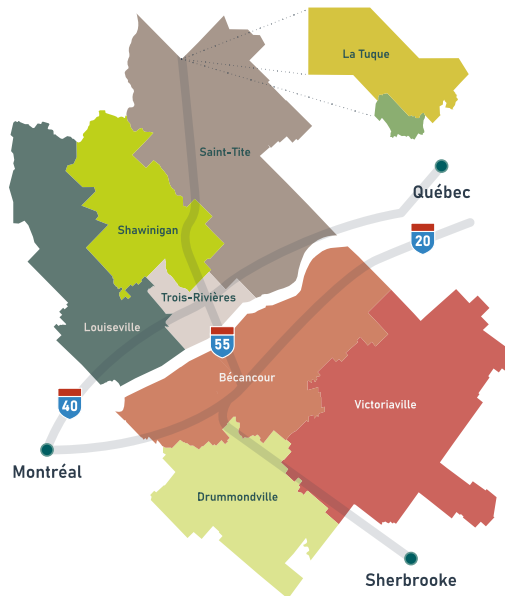 La Tuque
Saint-Tite
Québec
Shawinigan
20
Trois-Rivières
Louiseville
55
Bécancour
40
Victoriaville
Montréal
Drummondville
Sherbrooke